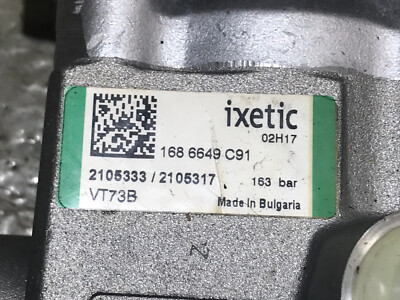 ixetic
02H17
168 6649 C91
2105333 / 2105317 163 bar
VT73B Made in Bulgaria